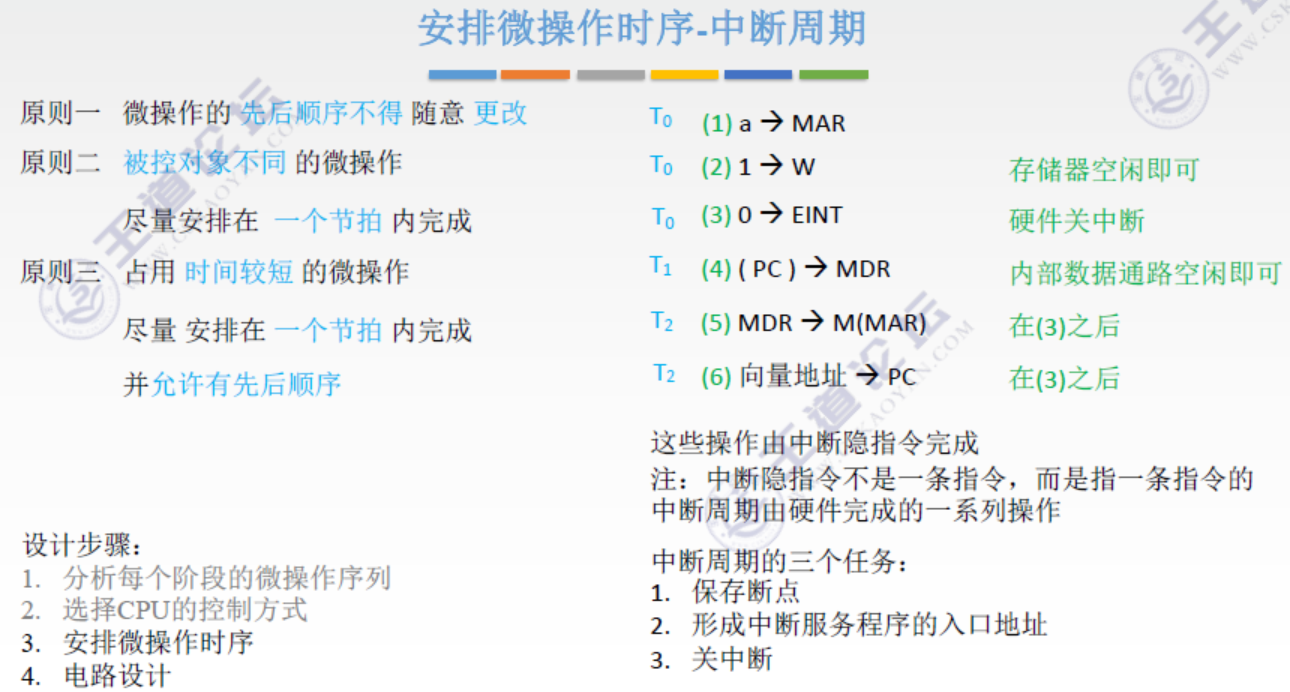 安排微操作时序-中断周期
原则一 微操作的 先后顺序不得 随意 更改
原则二 被控对象不同 的微操作
尽量安排在 一个节拍 内完成
原则三 占用 时间较短 的微操作
尽量 安排在 一个节拍 内完成
并允许有先后顺序
设计步骤：
1. 分析每个阶段的微操作序列
2. 选择CPU的控制方式
3. 安排微操作时序
4. 电路设计
T0 (1) a → MAR
T0 (2) 1 → W 存储器空闲即可
T0 (3) 0 → EINT 硬件关中断
T1 (4) ( PC ) → MDR 内部数据通路空闲即可
T2 (5) MDR → M(MAR) 在(3)之后
T2 (6) 向量地址 → PC 在(3)之后
这些操作由中断隐指令完成
注：中断隐指令不是一条指令，而是指一条指令的
中断周期由硬件完成的一系列操作
中断周期的三个任务：
1. 保存断点
2. 形成中断服务程序的入口地址
3. 关中断
王道论坛